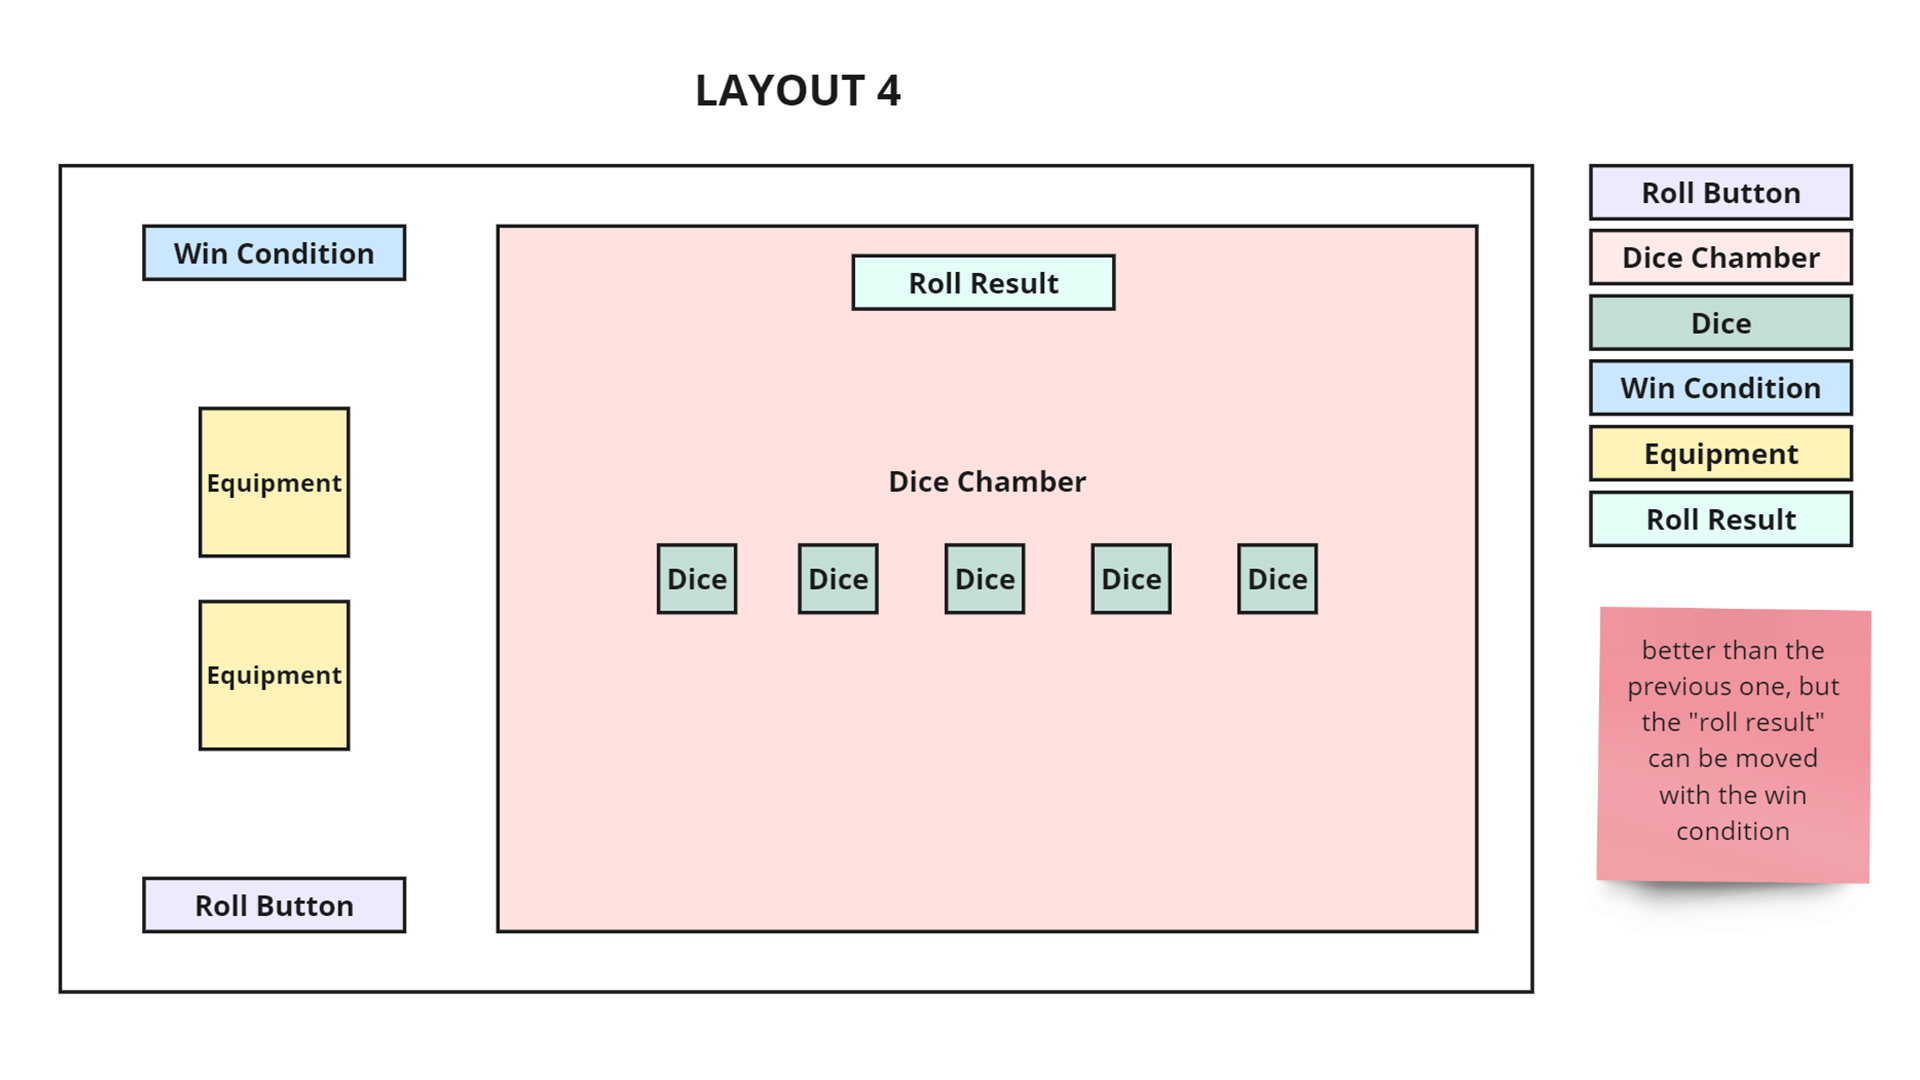 LAYOUT 4
Win Condition
Equipment
Equipment
Roll Button
Roll Result
Dice Chamber
Dice Dice Dice Dice Dice
Roll Button
Dice Chamber
Dice
Win Condition
Equipment
Roll Result
better than the
previous one, but
the "roll result"
can be moved
with the win
condition